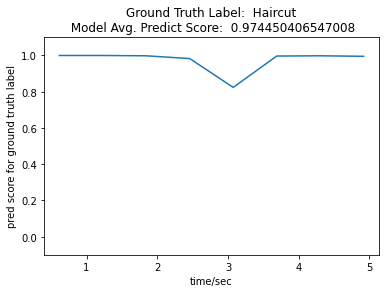 Ground Truth Label:  Haircut
Model Avg. Predict Score:  0.974450406547008
pred score for ground truth label
1.0
0.8
0.6
0.4
0.2
0.0
1 2 3 4 5
time/sec